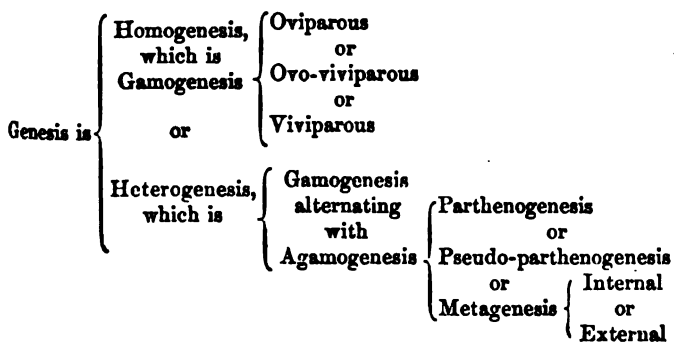 Homogenesis,
which is
Gamogenesis
Oviparous
or
Ovo-viviparous
or
Viviparous
Genesis is
or
Heterogenesis,
which is
Gamogenesis
alternating
with
Agamogenesis
Parthenogenesis
or
Pseudo-parthenogenesis
or
Metagenesis
Internal
or
External